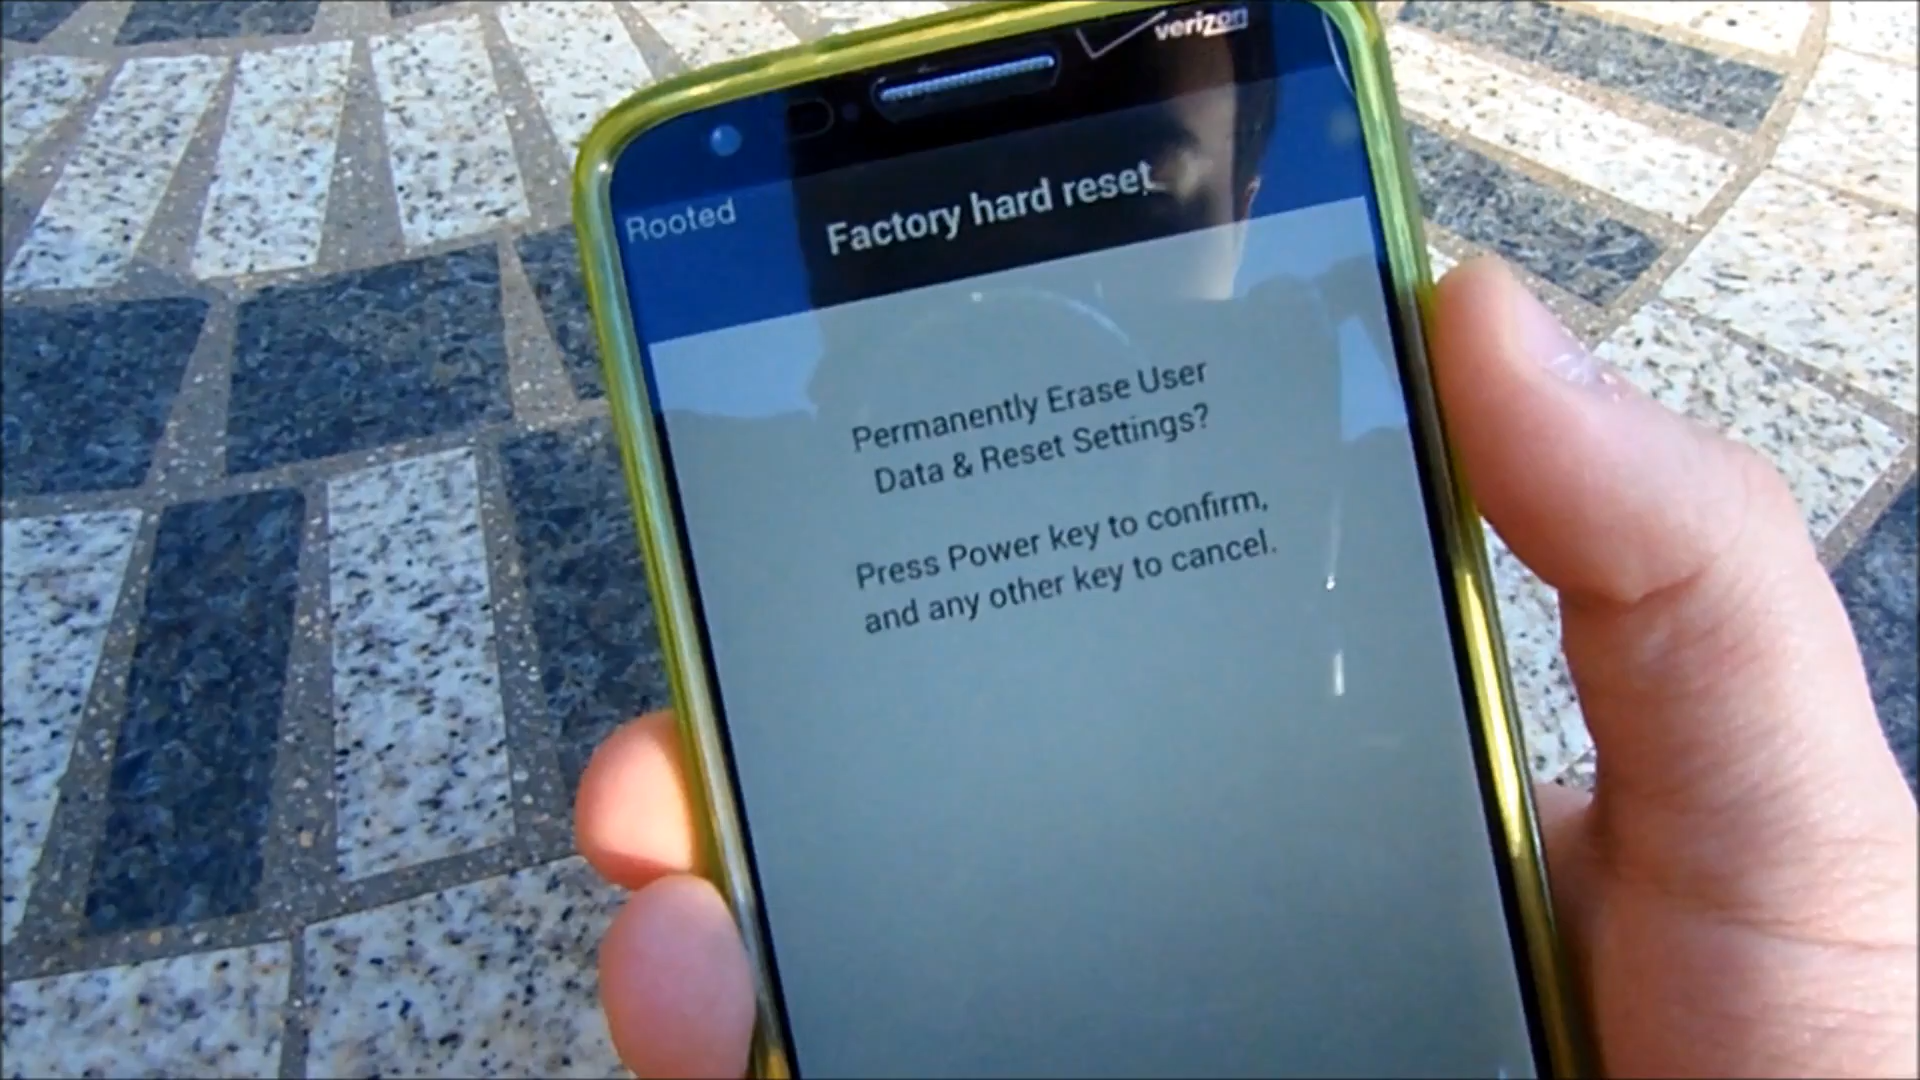 verizon
Rooted
Factory hard reset
Permanently Erase User
Data & Reset Settings?
Press Power key to confirm,
and any other key to cancel.